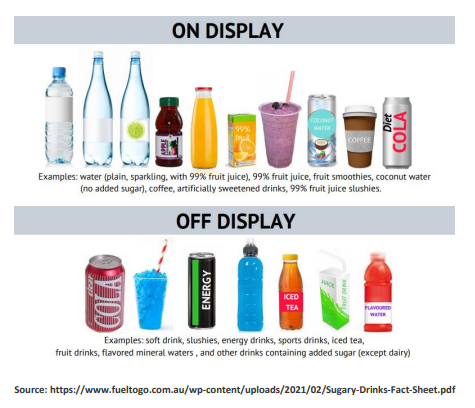 ON DISPLAY
APPLE
99%
fruit
COCONUT
WATER
COFFEE
Diet
COLA
Examples: water (plain, sparkling, with 99% fruit juice), 99% fruit juice, fruit smoothies, coconut water
(no added sugar), coffee, artificially sweetened drinks, 99% fruit juice slushies.
OFF DISPLAY
ENERGY
ICED
TEA
JUICE
FRUIT DRINK
FLAVOURED
WATER
Examples: soft drink, slushies, energy drinks, sports drinks, iced tea,
fruit drinks, flavored mineral waters , and other drinks containing added sugar (except dairy)
Source: https://www.fueltogo.com.au/wp-content/uploads/2021/02/Sugary-Drinks-Fact-Sheet.pdf